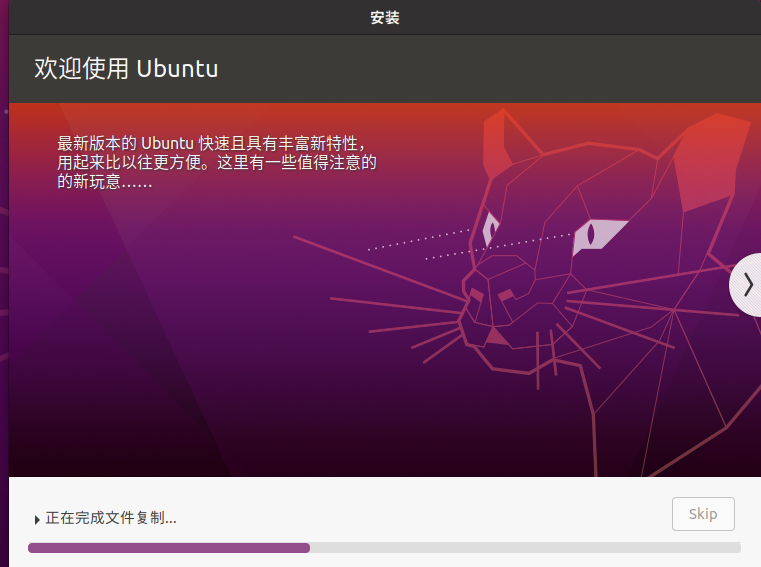 安装
欢迎使用 Ubuntu
最新版本的 Ubuntu 快速且具有丰富新特性，
用起来比以往更方便。这里有一些值得注意的
的新玩意……
正在完成文件复制...
Skip